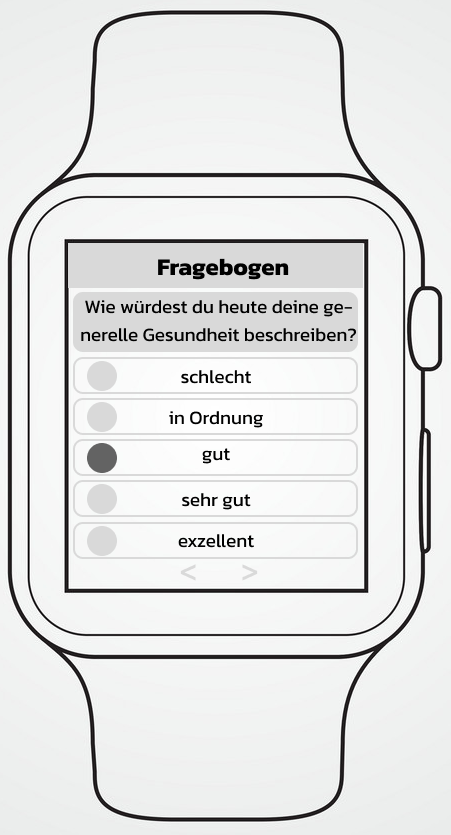 Fragebogen
Wie würdest du heute deine ge-
nerelle Gesundheit beschreiben?
schlecht
in Ordnung
gut
sehr gut
exzellent
< >